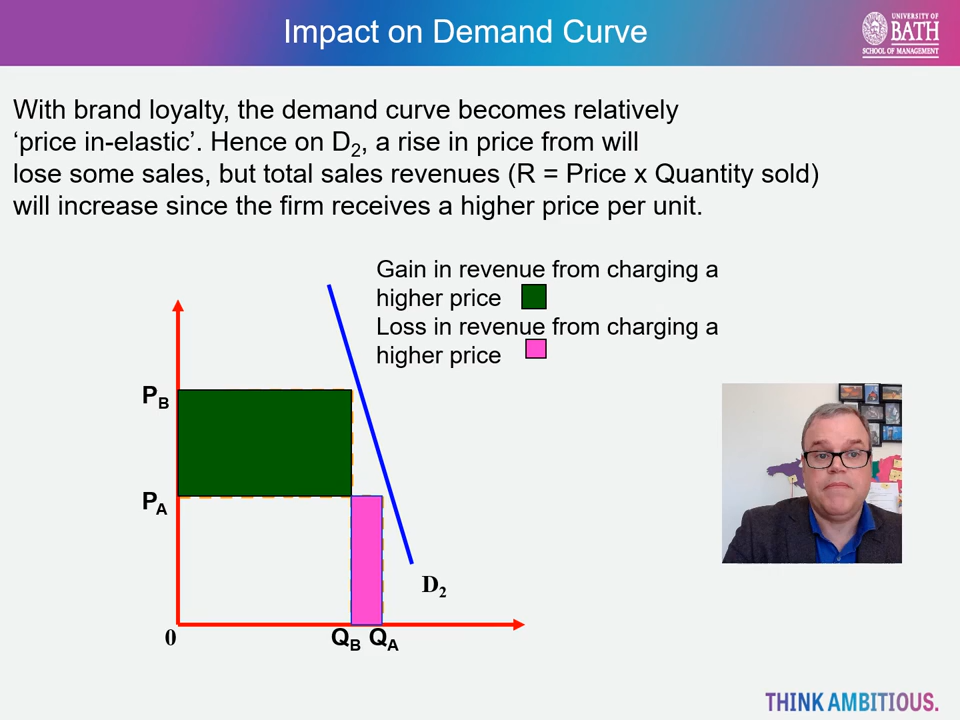 Impact on Demand Curve
UNIVERSITY OF
BATH
SCHOOL OF MANAGEMENT
With brand loyalty, the demand curve becomes relatively
‘price in-elastic’. Hence on D2, a rise in price from will
lose some sales, but total sales revenues (R = Price x Quantity sold)
will increase since the firm receives a higher price per unit.
Gain in revenue from charging a
higher price
Loss in revenue from charging a
higher price
PB
PA
D2
0
QB QA
THINK AMBITIOUS.